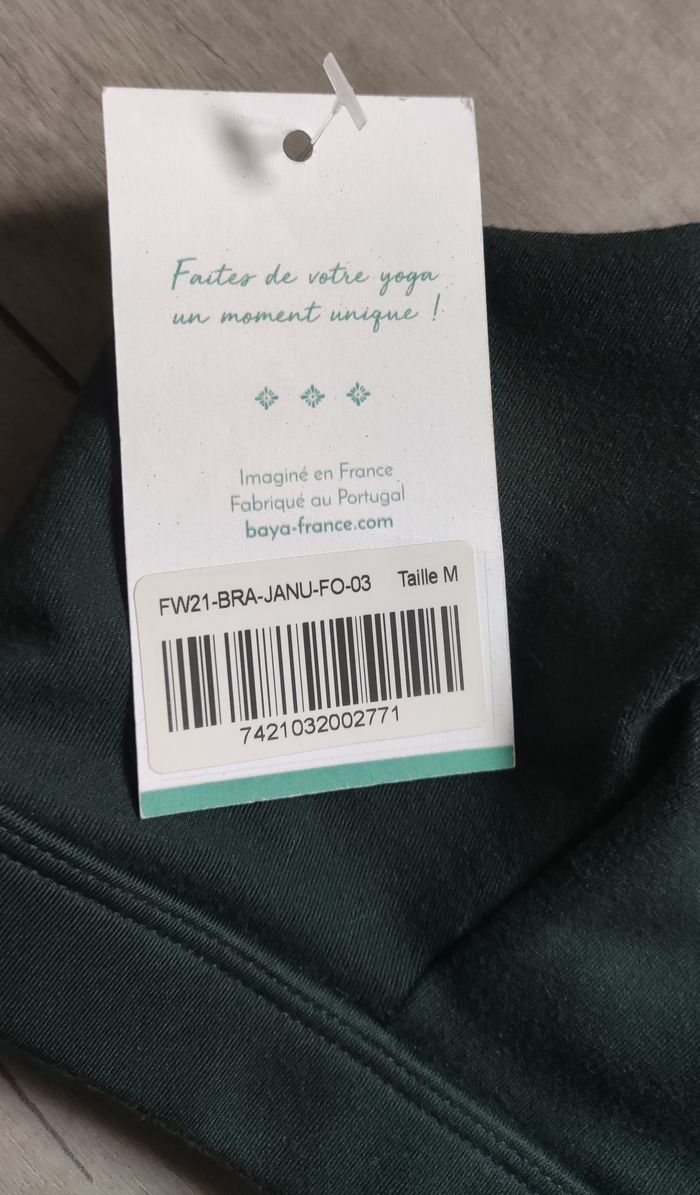 Faites de votre yoga
un moment unique !
Imaginé en France
Fabriqué au Portugal
baya-france.com
FW21-BRA-JANU-FO-03 Taille M
7421032002771